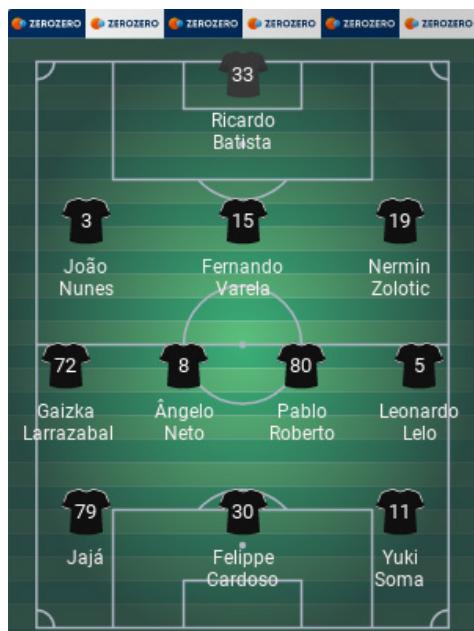 ZEROZERO ZEROZERO ZEROZERO ZEROZERO ZEROZERO ZEROZERO
33
Ricardo
Batista
3 15 19
João Fernando Nermin
Nunes Varela Zolotic
72 8 80 5
Gaizka Ângelo Pablo Leonardo
Larrazabal Neto Roberto Lelo
79 30 11
Jajá Felippe Yuki
Cardoso Soma